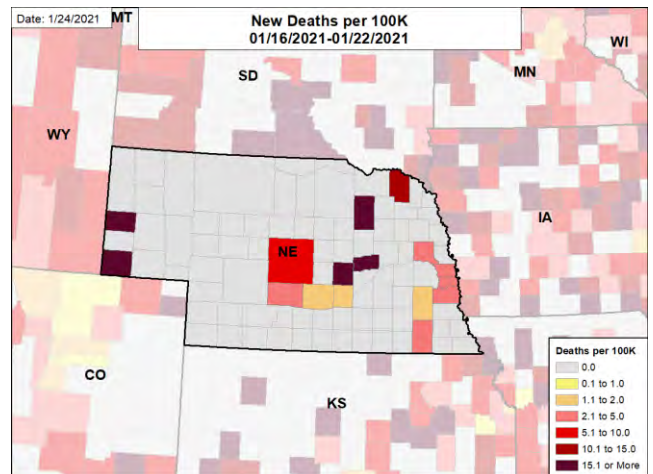 Date: 1/24/2021
New Deaths per 100K
01/16/2021-01/22/2021
MT
WI
SD
MN
WY
IA
NE
CO
KS
Deaths per 100K
0.0
0.1 to 1.0
1.1 to 2.0
2.1 to 5.0
5.1 to 10.0
10.1 to 15.0
15.1 or More